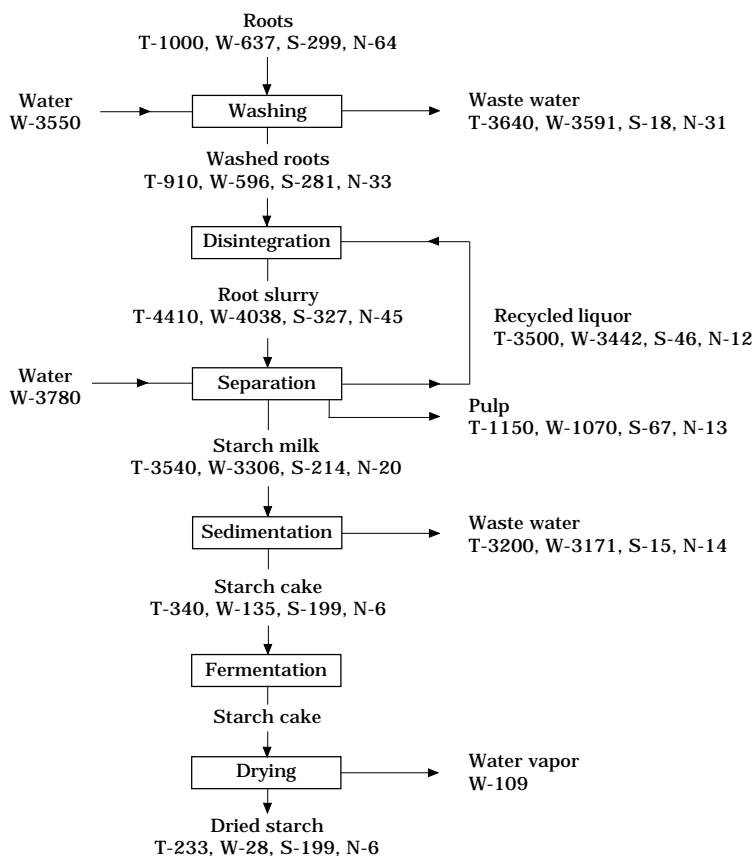 Roots
T-1000, W-637, S-299, N-64
Water
W-3550
Washing
Waste water
T-3640, W-3591, S-18, N-31
Washed roots
T-910, W-596, S-281, N-33
Disintegration
Root slurry
T-4410, W-4038, S-327, N-45
Recycled liquor
T-3500, W-3442, S-46, N-12
Water
W-3780
Separation
Pulp
T-1150, W-1070, S-67, N-13
Starch milk
T-3540, W-3306, S-214, N-20
Sedimentation
Waste water
T-3200, W-3171, S-15, N-14
Starch cake
T-340, W-135, S-199, N-6
Fermentation
Starch cake
Drying
Water vapor
W-109
Dried starch
T-233, W-28, S-199, N-6